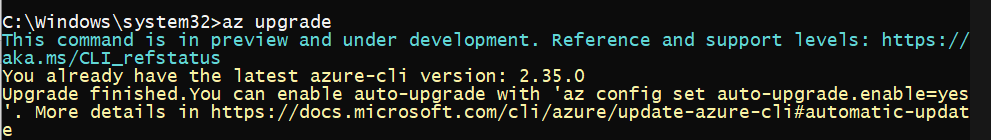 C:\Windows\system32>az upgrade
This command is in preview and under development. Reference and support levels: https://
aka.ms/CLI_refstatus
You already have the latest azure-cli version: 2.35.0
Upgrade finished.You can enable auto-upgrade with 'az config set auto-upgrade.enable=yes
'. More details in https://docs.microsoft.com/cli/azure/update-azure-cli#automatic-updat
e